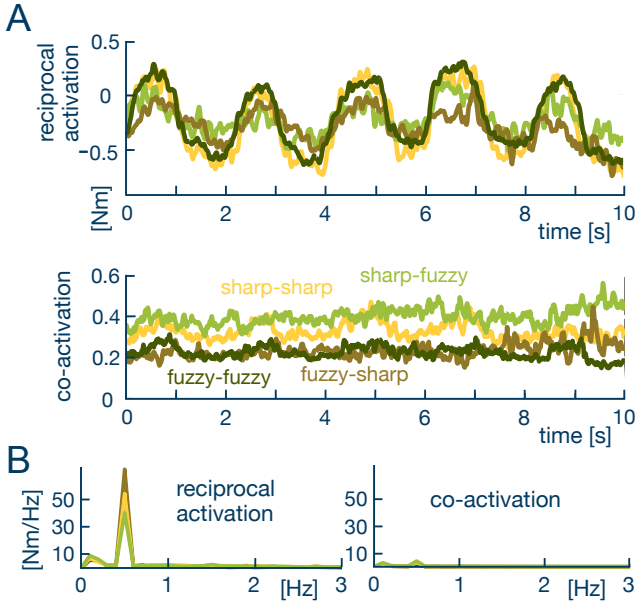 A
reciprocal
activation
[Nm]
0.5
0
−0.5
0 2 4 6 8 10
time [s]
co-activation
0.6
0.4
0.2
0
sharp-sharp
sharp-fuzzy
fuzzy-fuzzy
fuzzy-sharp
0 2 4 6 8 10
time [s]
B
[Nm/Hz]
50
30
10
reciprocal
activation
0 1 2 3
[Hz]
50
30
10
co-activation
0 1 2 3
[Hz]